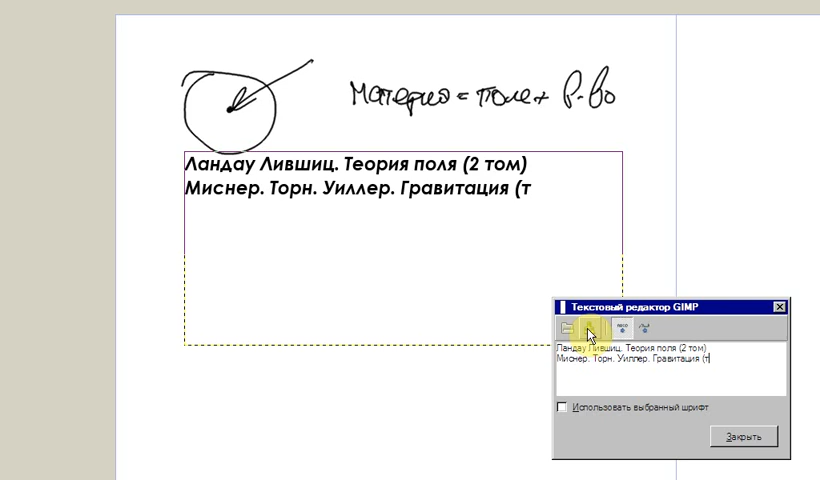 материю = поле + в-во
Ландау Лившиц. Теория поля (2 том)
Миснер. Торн. Уиллер. Гравитация (т
Текстовый редактор GIMP
Ландау Лившиц. Теория поля (2 том)
Миснер. Торн. Уиллер. Гравитация (т
Использовать выбранный шрифт
Закрыть